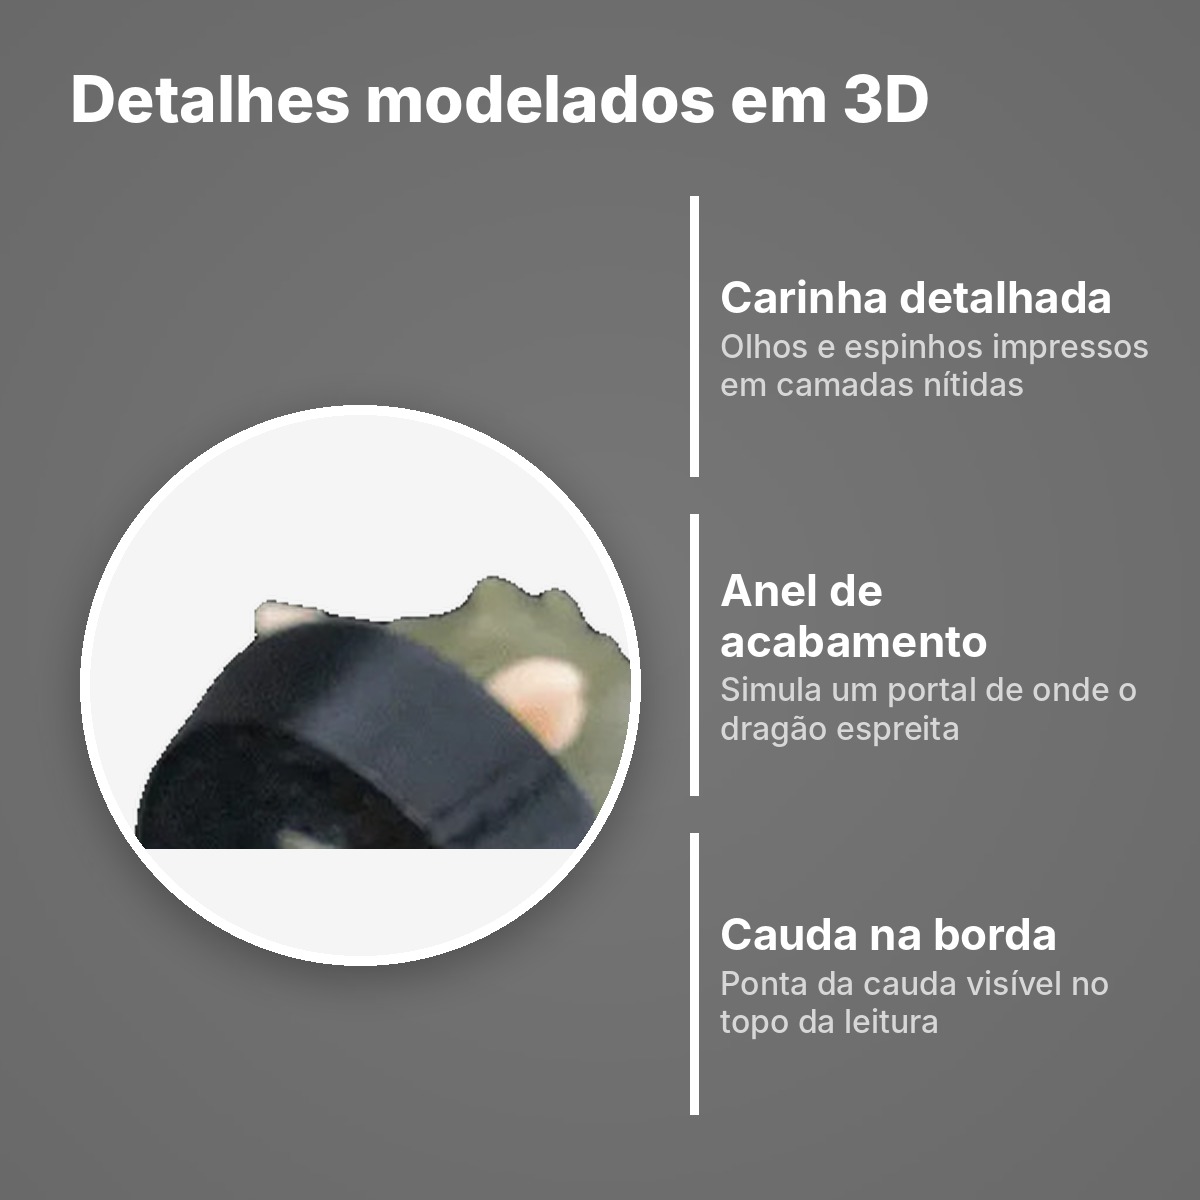 Detalhes modelados em 3D
Carinha detalhada
Olhos e espinhos impressos
em camadas nítidas
Anel de
acabamento
Simula um portal de onde o
dragão espreita
Cauda na borda
Ponta da cauda visível no
topo da leitura